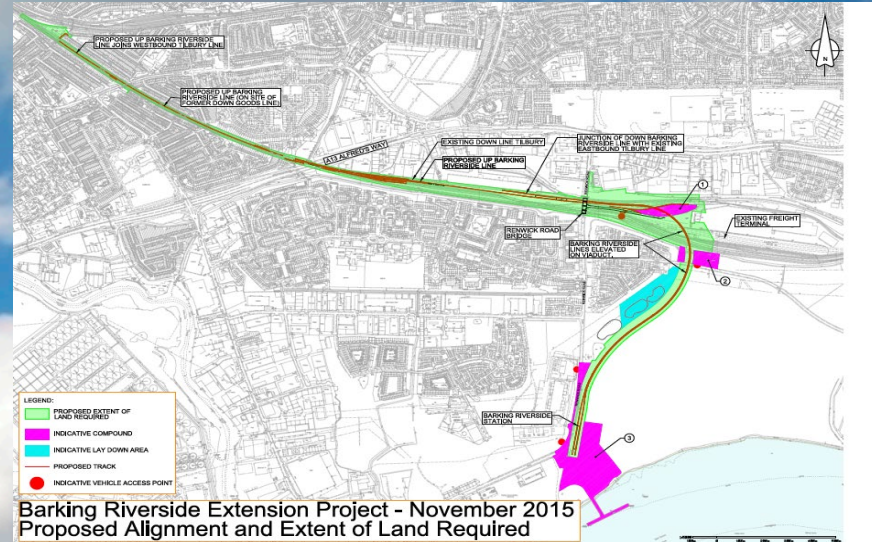 PROPOSED UP BARKING RIVERSIDE
LINE JOINS WESTBOUND TILBURY LINE
PROPOSED UP BARKING
RIVERSIDE LINE (ON SITE OF
FORMER DOWN GOODS LINE)
A13 ALFRED'S WAY
EXISTING DOWN LINE TILBURY
PROPOSED UP BARKING
RIVERSIDE LINE
JUNCTION OF DOWN BARKING
RIVERSIDE LINE WITH EXISTING
EASTBOUND TILBURY LINE
N
1
EXISTING FREIGHT
TERMINAL
RENWICK ROAD
BRIDGE
BARKING RIVERSIDE
LINES ELEVATED
ON VIADUCT,
2
BARKING RIVERSIDE
STATION
3
LEGEND:
PROPOSED EXTENT OF
LAND REQUIRED
INDICATIVE COMPOUND
INDICATIVE LAY DOWN AREA
PROPOSED TRACK
INDICATIVE VEHICLE ACCESS POINT
Barking Riverside Extension Project - November 2015
Proposed Alignment and Extent of Land Required